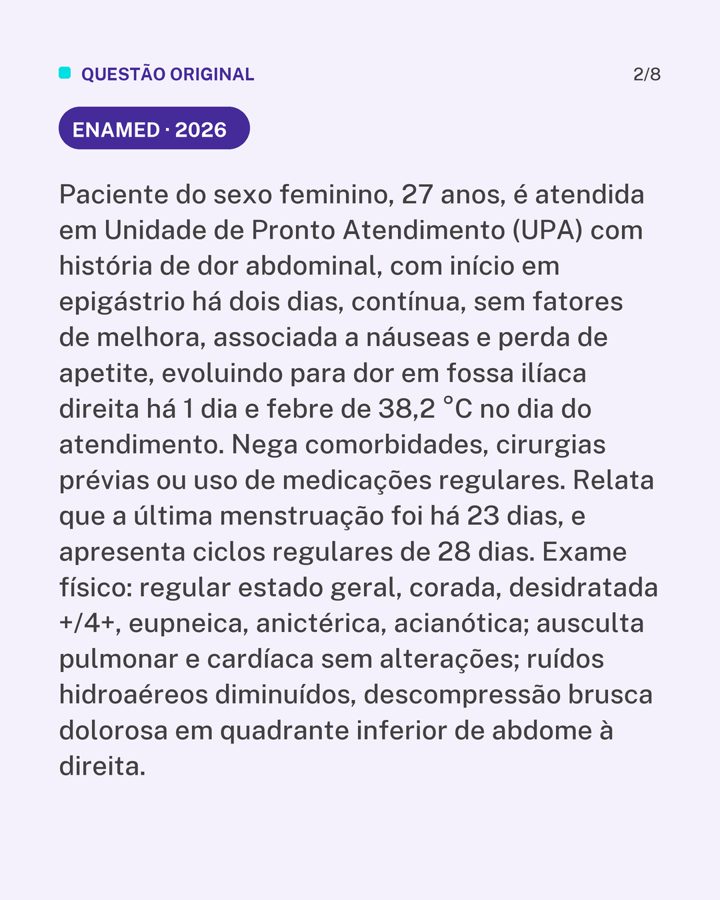 QUESTÃO ORIGINAL
2/8
ENAMED · 2026
Paciente do sexo feminino, 27 anos, é atendida
em Unidade de Pronto Atendimento (UPA) com
história de dor abdominal, com início em
epigástrio há dois dias, contínua, sem fatores
de melhora, associada a náuseas e perda de
apetite, evoluindo para dor em fossa ilíaca
direita há 1 dia e febre de 38,2 °C no dia do
atendimento. Nega comorbidades, cirurgias
prévias ou uso de medicações regulares. Relata
que a última menstruação foi há 23 dias, e
apresenta ciclos regulares de 28 dias. Exame
físico: regular estado geral, corada, desidratada
+/4+, eupneica, anictérica, acianótica; ausculta
pulmonar e cardíaca sem alterações; ruídos
hidroaéreos diminuídos, descompressão brusca
dolorosa em quadrante inferior de abdome à
direita.